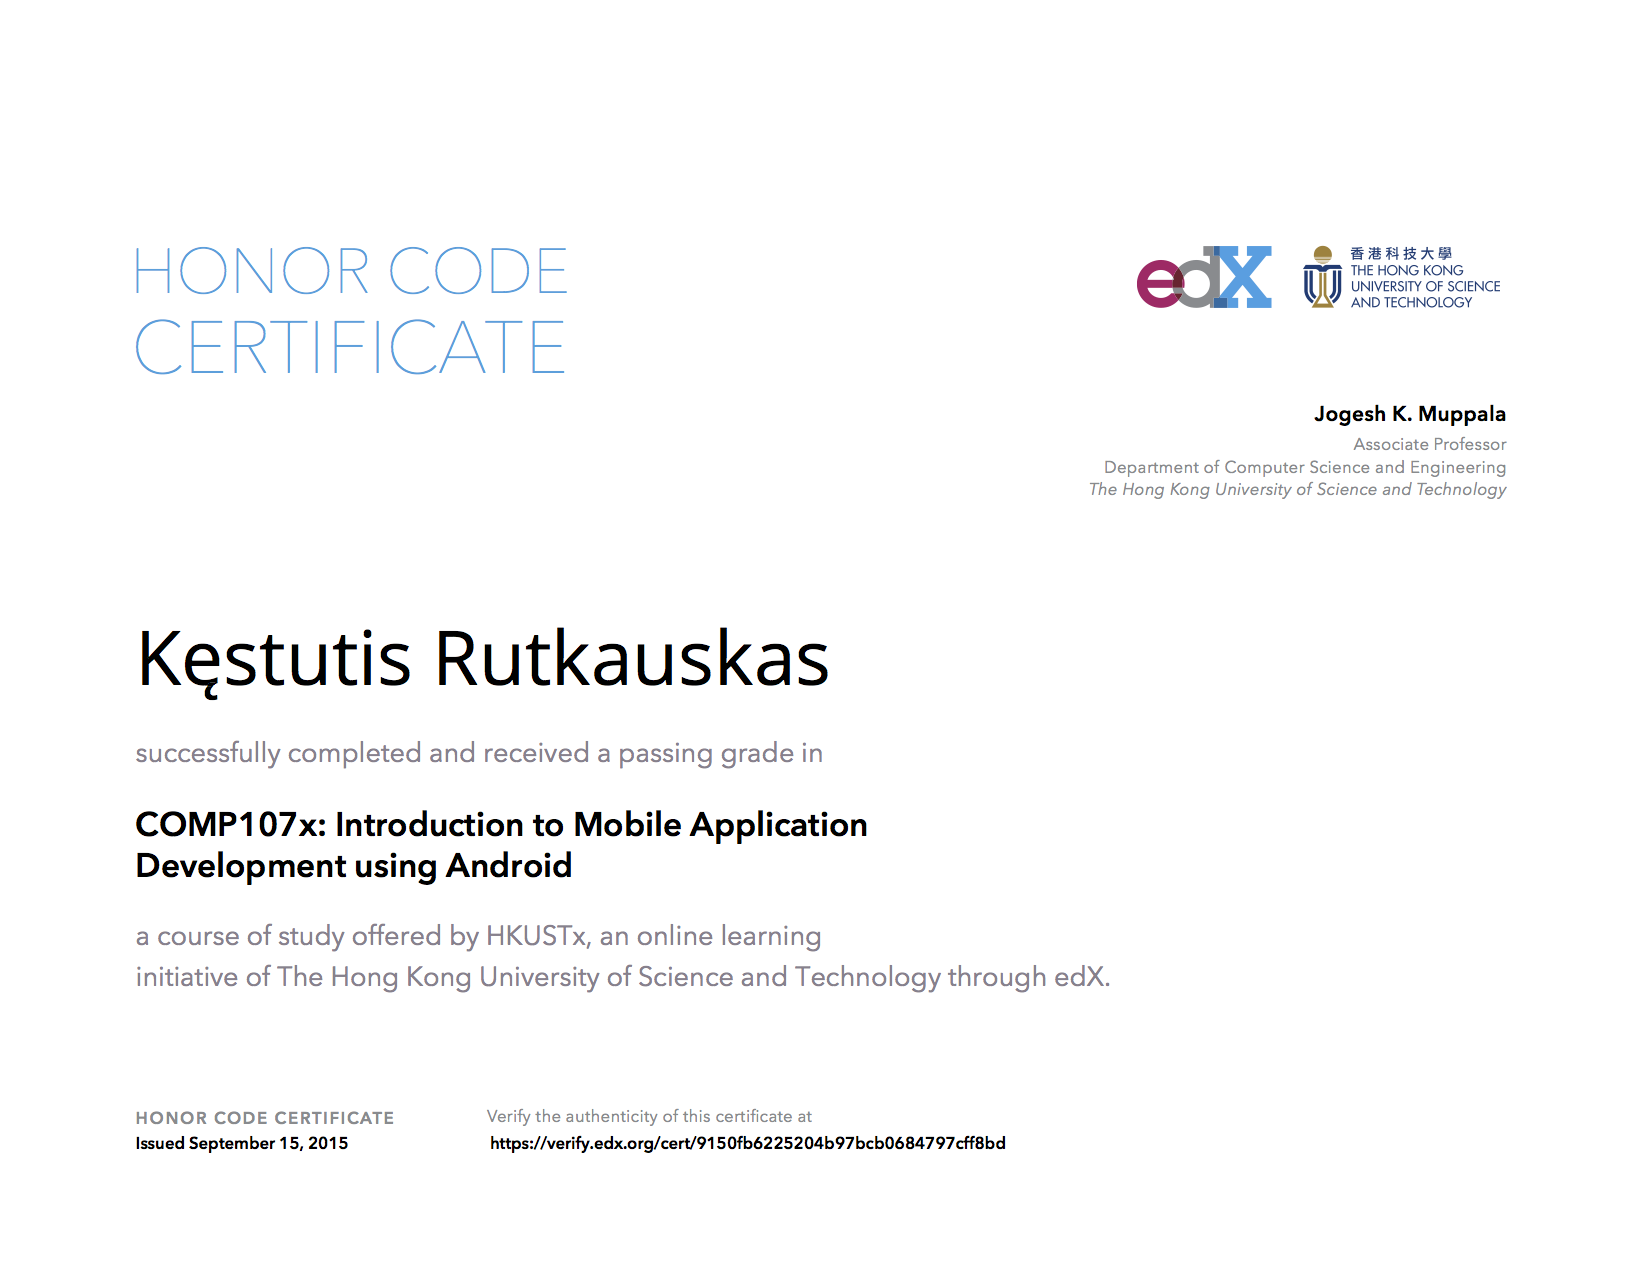 HONOR CODE
CERTIFICATE
edX
香港科技大學
THE HONG KONG
UNIVERSITY OF SCIENCE
AND TECHNOLOGY
Jogesh K. Muppala
Associate Professor
Department of Computer Science and Engineering
The Hong Kong University of Science and Technology
Kęstutis Rutkauskas
successfully completed and received a passing grade in
COMP107x: Introduction to Mobile Application
Development using Android
a course of study offered by HKUSTx, an online learning
initiative of The Hong Kong University of Science and Technology through edX.
HONOR CODE CERTIFICATE
Issued September 15, 2015
Verify the authenticity of this certificate at
https://verify.edx.org/cert/9150fb6225204b97bcb0684797cff8bd